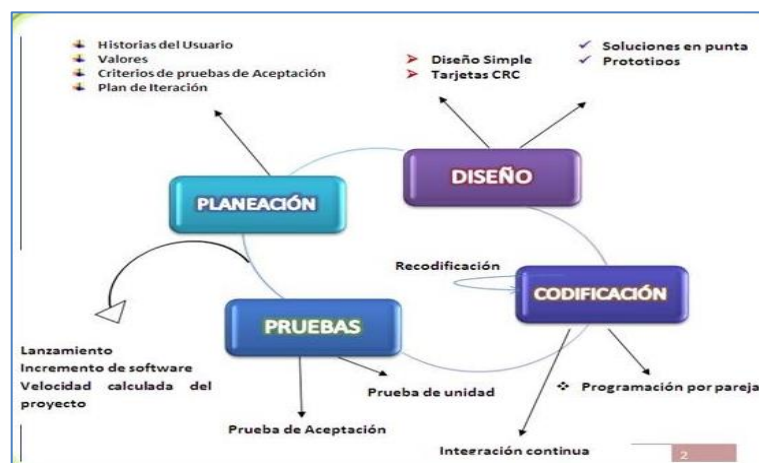 Historias del Usuario
Valores
Criterios de pruebas de Aceptación
Plan de Iteración
Diseño Simple
Tarjetas CRC
Soluciones en punta
Prototipos
PLANEACIÓN
DISEÑO
Recodificación
CODIFICACIÓN
PRUEBAS
Lanzamiento
Incremento de software
Velocidad calculada del
proyecto
Prueba de unidad
Prueba de Aceptación
Programación por pareja
Integración continua
2